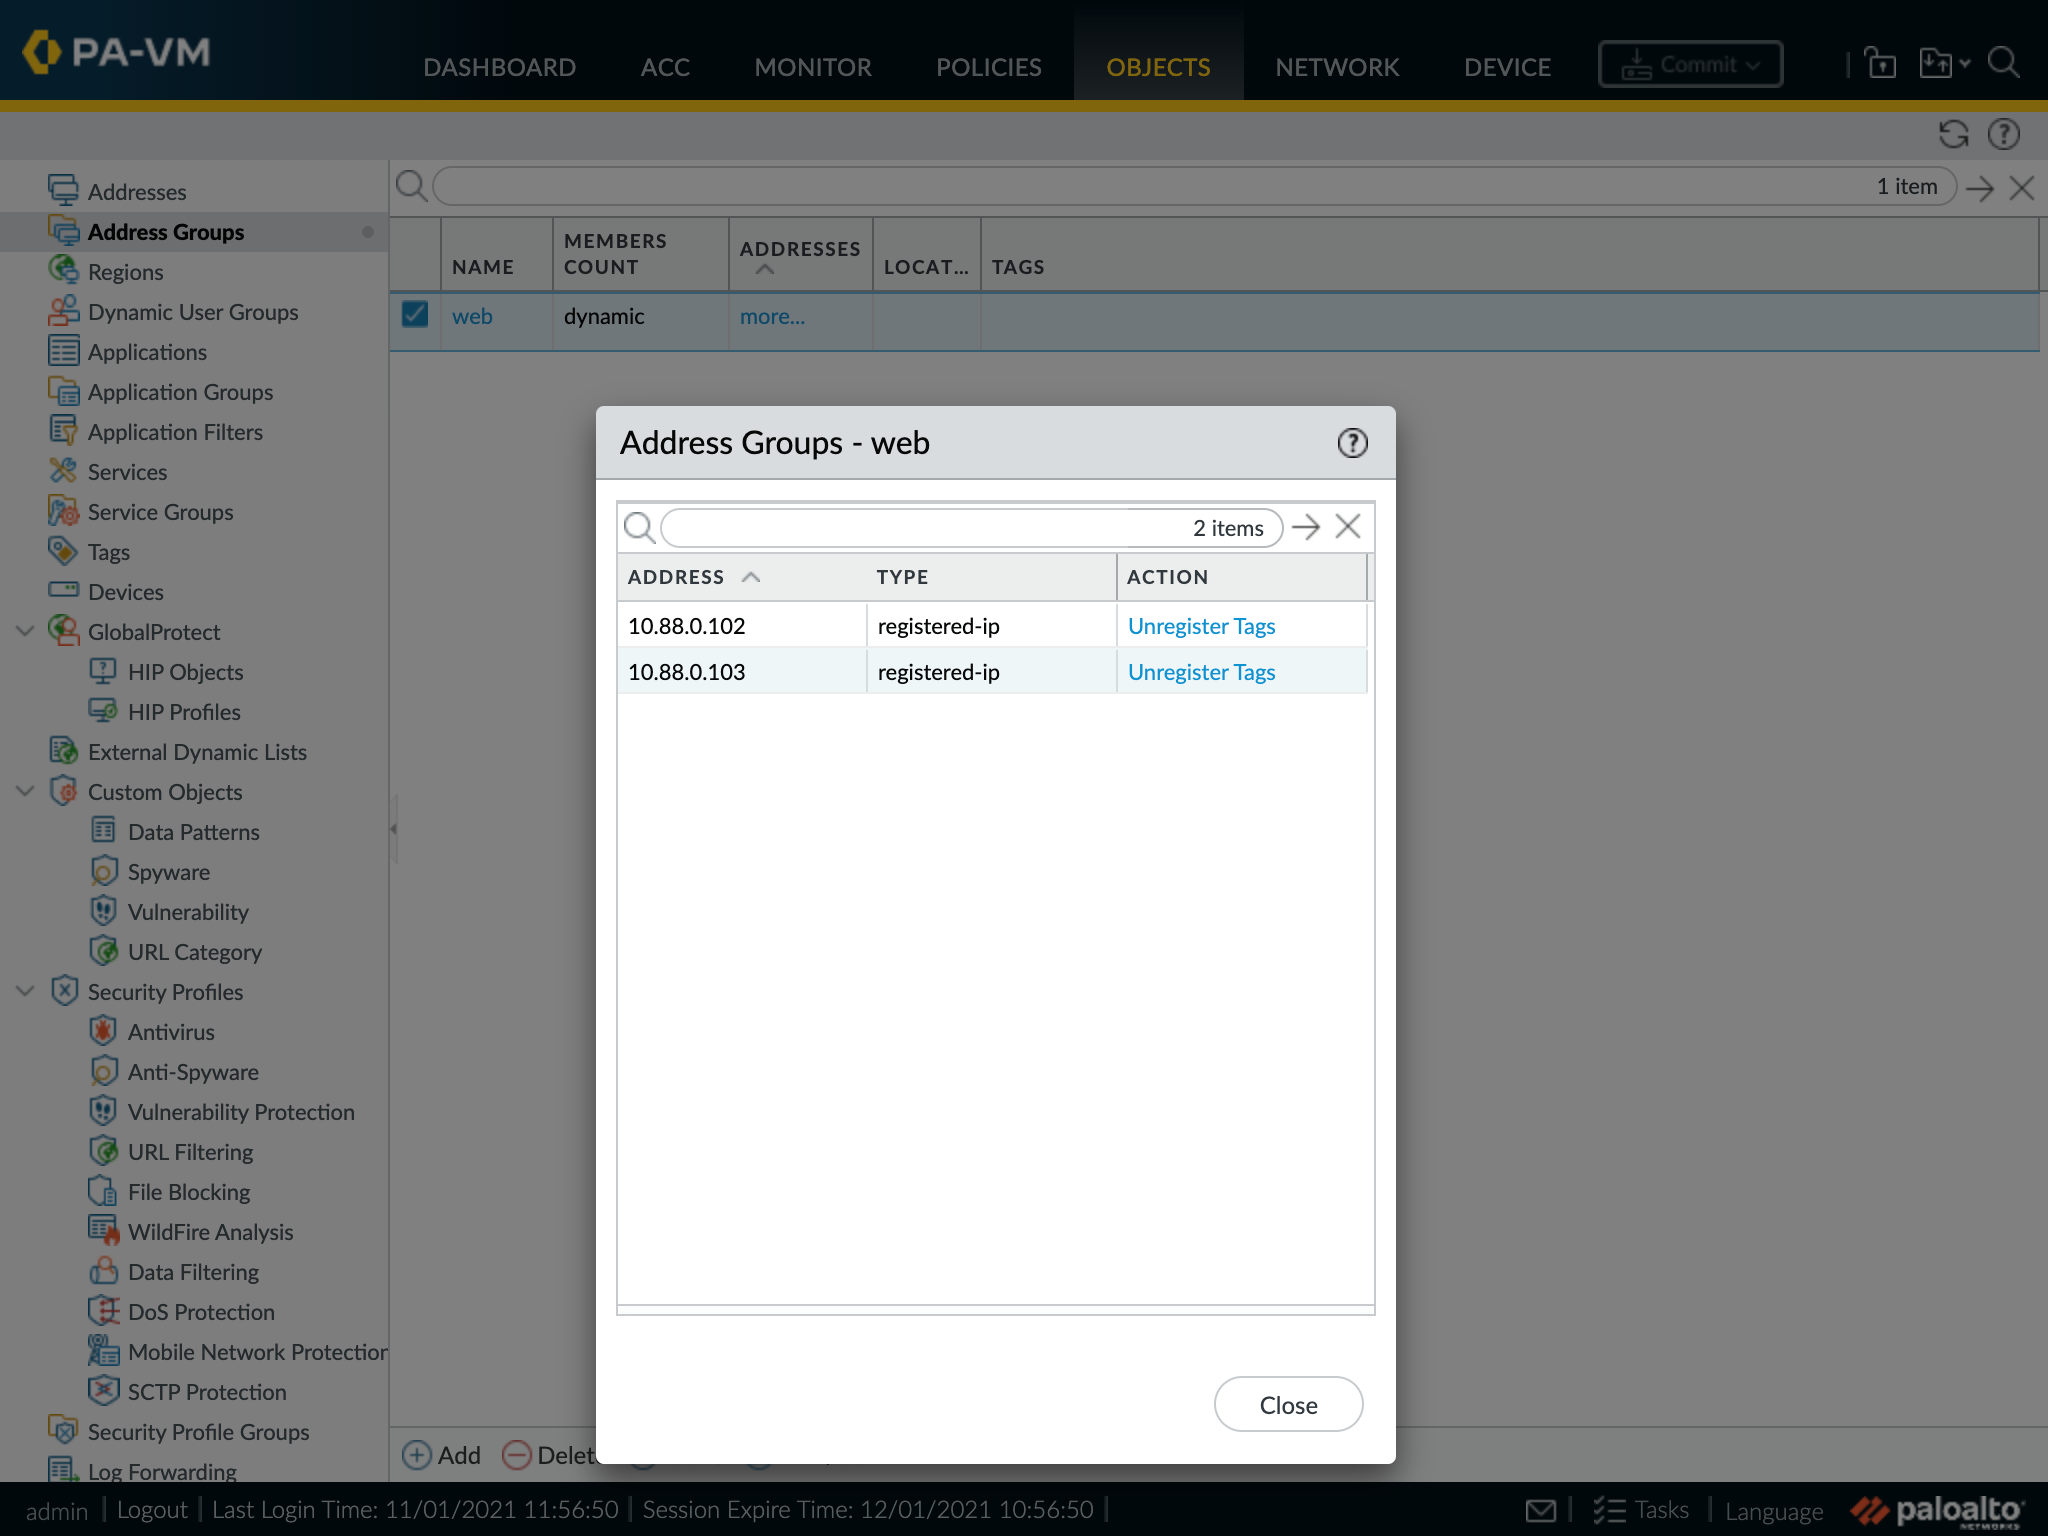 PA-VM
DASHBOARD
ACC
MONITOR
POLICIES
OBJECTS
NETWORK
DEVICE
Commit
Addresses
Address Groups
Regions
Dynamic User Groups
Applications
Application Groups
Application Filters
Services
Service Groups
Tags
Devices
GlobalProtect
HIP Objects
HIP Profiles
External Dynamic Lists
Custom Objects
Data Patterns
Spyware
Vulnerability
URL Category
Security Profiles
Antivirus
Anti-Spyware
Vulnerability Protection
URL Filtering
File Blocking
WildFire Analysis
Data Filtering
DoS Protection
Mobile Network Protection
SCTP Protection
Security Profile Groups
Log Forwarding
1 item
NAME
MEMBERS COUNT
ADDRESSES
LOCAT...
TAGS
web
dynamic
more...
Address Groups - web
2 items
ADDRESS
TYPE
ACTION
10.88.0.102
registered-ip
Unregister Tags
10.88.0.103
registered-ip
Unregister Tags
Close
Add
Delet
admin
Logout
Last Login Time: 11/01/2021 11:56:50
Session Expire Time: 12/01/2021 10:56:50
Tasks
Language
paloalto
NETWORKS